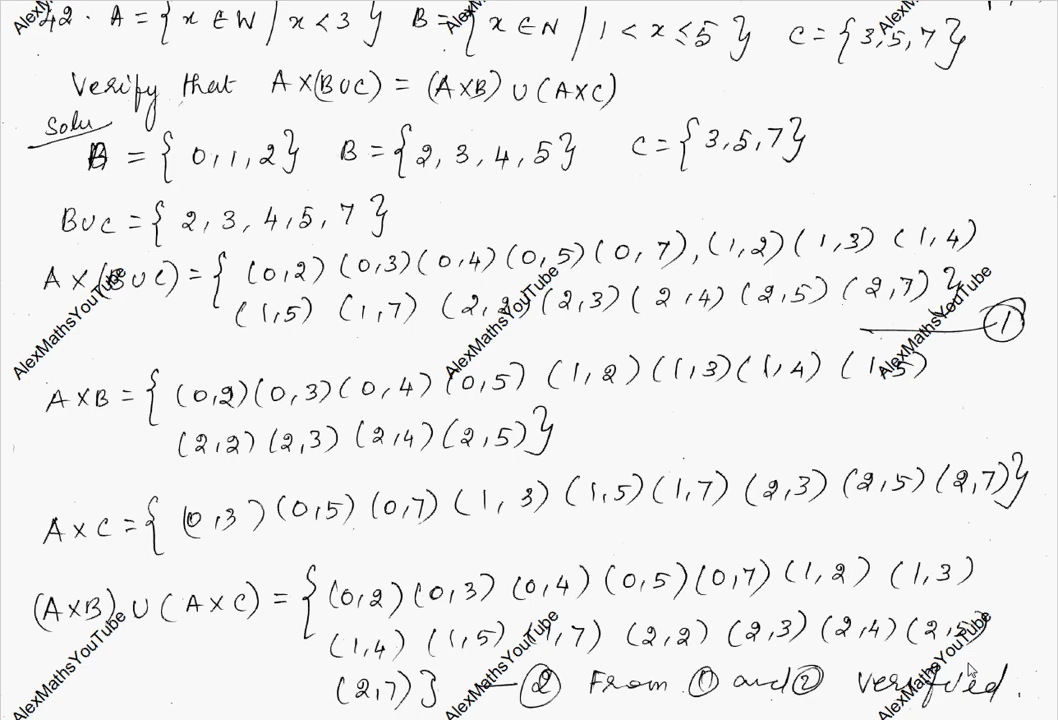 42. A = { x ∈ W / x < 3 } B = { x ∈ N / 1 < x ≤ 5 } C = {3,5,7}
Verify that A×(B∪C) = (A×B) ∪ (A×C)
Solu
A = { 0,1,2} B = {2, 3, 4, 5} C = {3,5,7}
B∪C = { 2, 3, 4, 5, 7 }
A × (B∪C) = { (0,2) (0,3) (0,4) (0,5) (0,7), (1,2) (1,3) (1,4)
(1,5) (1,7) (2,2) (2,3) (2,4) (2,5) (2,7) }
—①
A×B = { (0,2) (0,3) (0,4) (0,5) (1,2) (1,3) (1,4) (1,5)
(2,2) (2,3) (2,4) (2,5) }
A×C = { (0,3) (0,5) (0,7) (1,3) (1,5) (1,7) (2,3) (2,5) (2,7)}
(A×B) ∪ (A×C) = { (0,2) (0,3) (0,4) (0,5) (0,7) (1,2) (1,3)
(1,4) (1,5) (1,7) (2,2) (2,3) (2,4) (2,5)
(2,7) } —② From ① and ② verified.
AlexMathsYouTube
AlexMathsYouTube
AlexMathsYouTube
AlexMathsYouTube
AlexMathsYouTube
AlexMathsYouTube